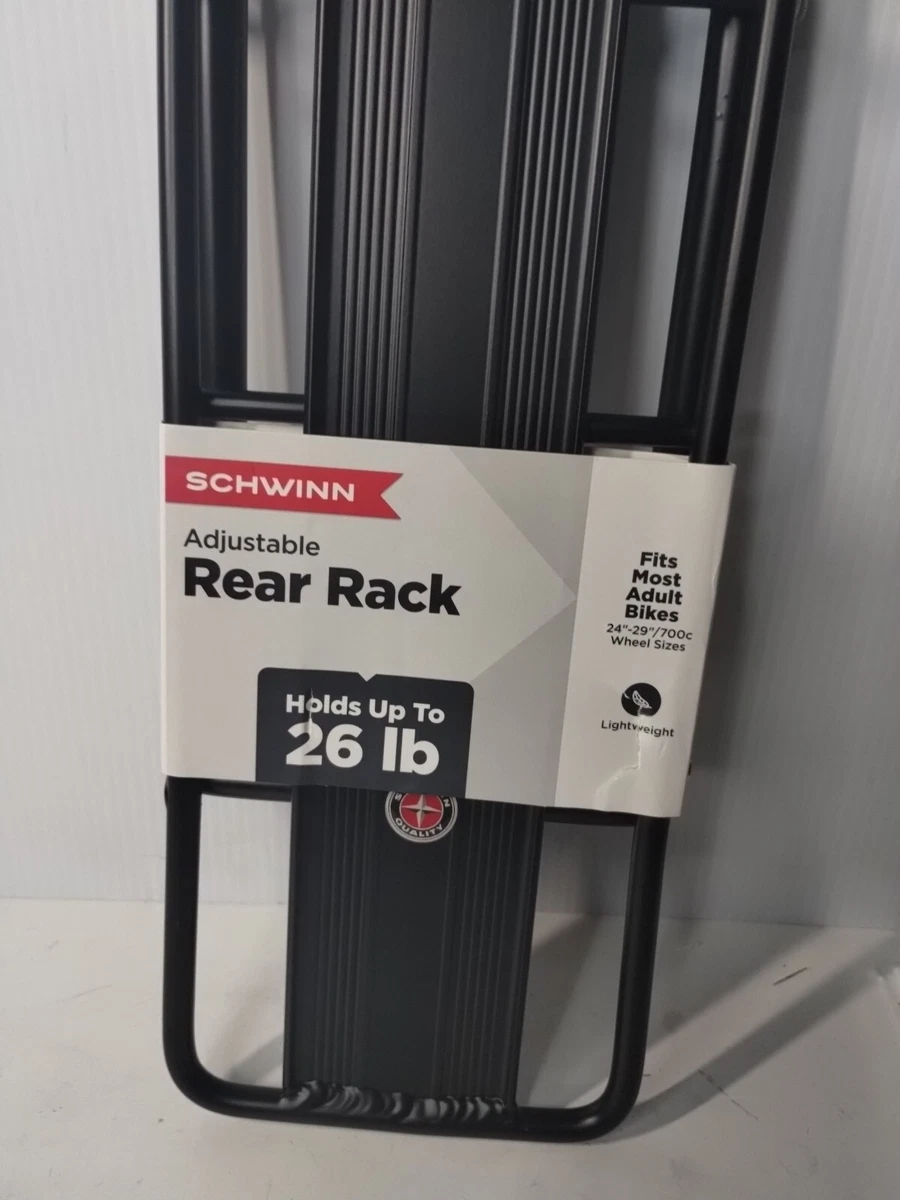 SCHWINN
Adjustable
Rear Rack
Holds Up To
26 lb
Fits
Most
Adult
Bikes
24"-29"/700c
Wheel Sizes
Lightweight
QUALITY